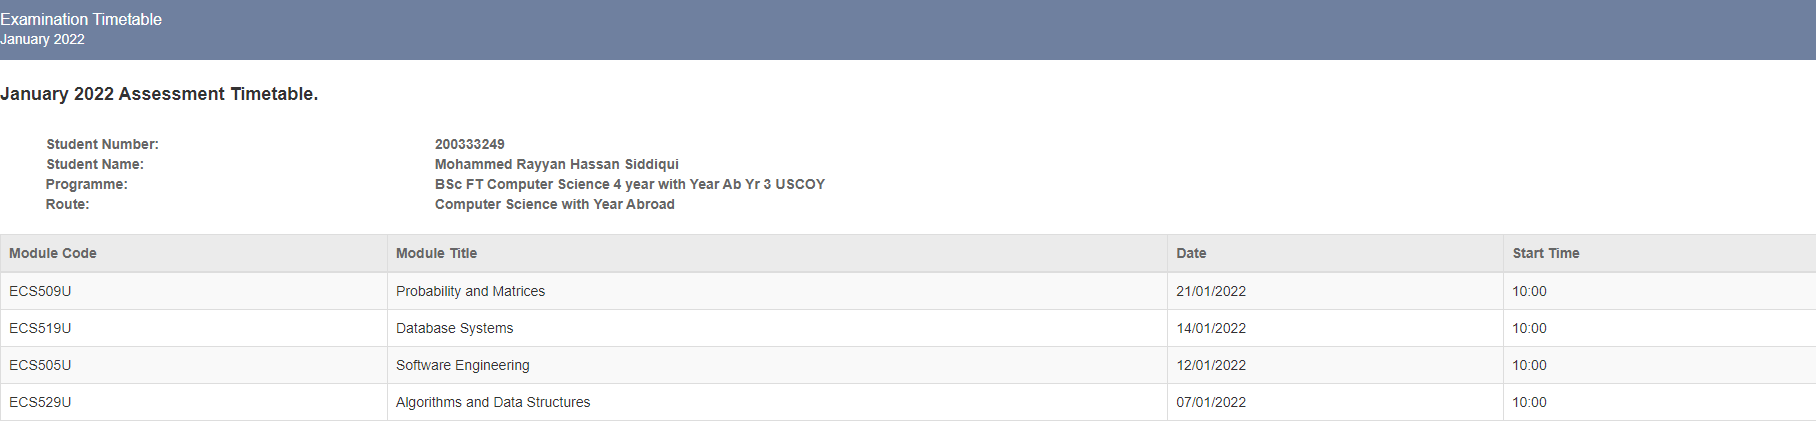 Examination Timetable
January 2022
January 2022 Assessment Timetable.
Student Number: 200333249
Student Name: Mohammed Rayyan Hassan Siddiqui
Programme: BSc FT Computer Science 4 year with Year Ab Yr 3 USCOY
Route: Computer Science with Year Abroad
Module Code Module Title Date Start Time
ECS509U Probability and Matrices 21/01/2022 10:00
ECS519U Database Systems 14/01/2022 10:00
ECS505U Software Engineering 12/01/2022 10:00
ECS529U Algorithms and Data Structures 07/01/2022 10:00